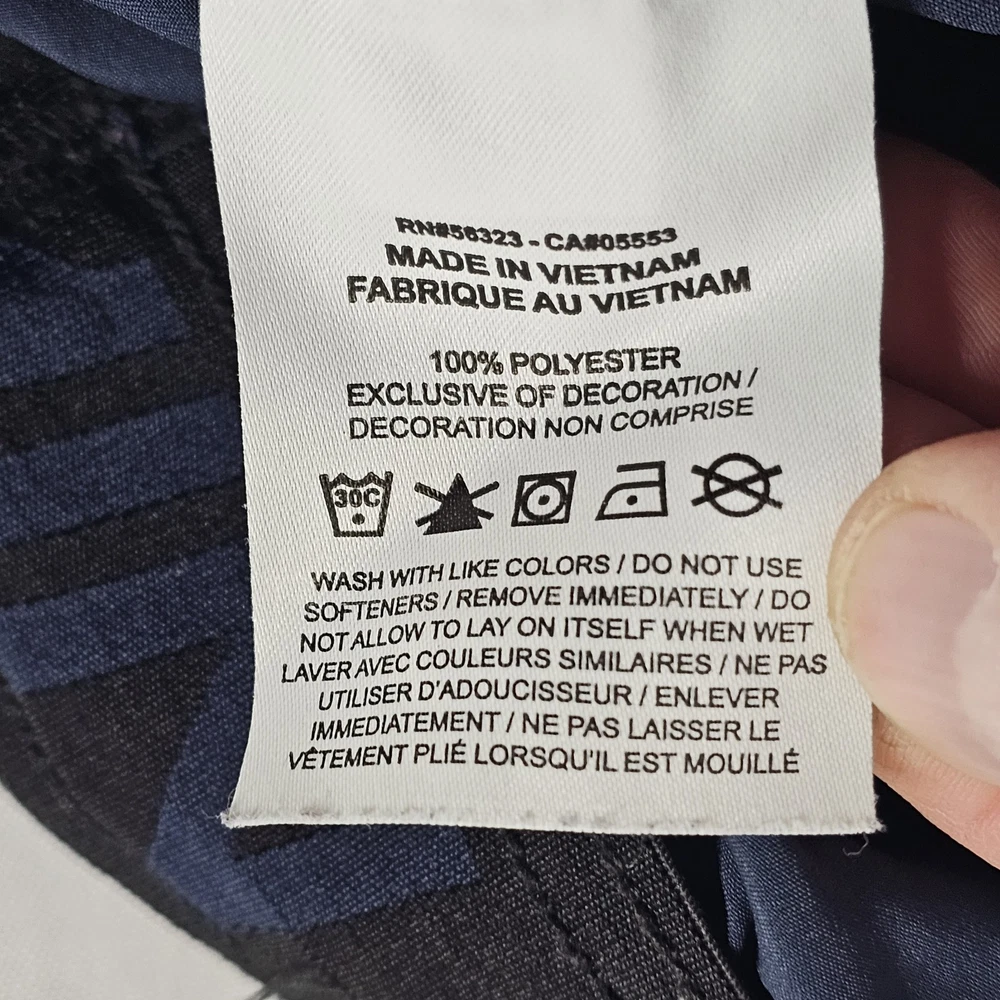 RN#56323 - CA#05553
MADE IN VIETNAM
FABRIQUE AU VIETNAM
100% POLYESTER
EXCLUSIVE OF DECORATION /
DECORATION NON COMPRISE
30C
WASH WITH LIKE COLORS / DO NOT USE
SOFTENERS / REMOVE IMMEDIATELY / DO
NOT ALLOW TO LAY ON ITSELF WHEN WET
LAVER AVEC COULEURS SIMILAIRES / NE PAS
UTILISER D'ADOUCISSEUR / ENLEVER
IMMEDIATEMENT / NE PAS LAISSER LE
VÊTEMENT PLIÉ LORSQU'IL EST MOUILLÉ